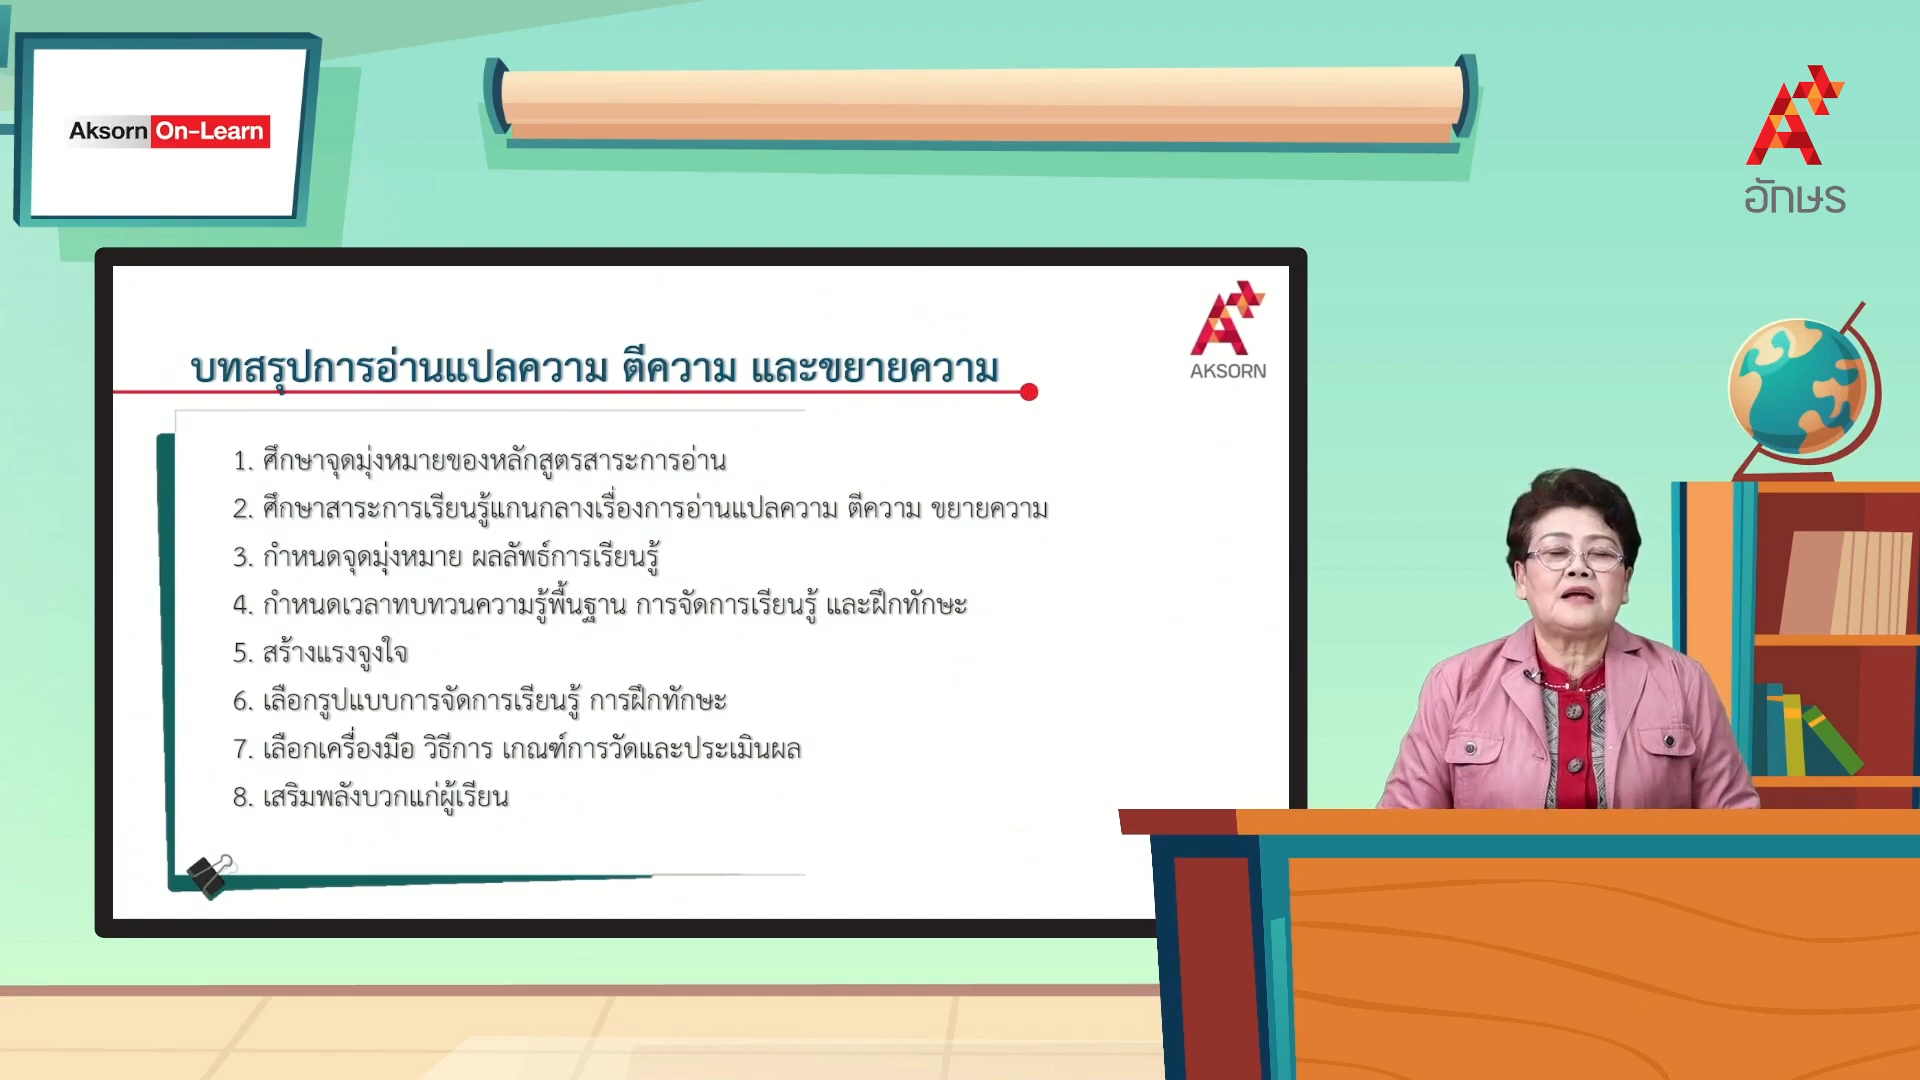 Aksorn On-Learn
อักษร
AKSORN
บทสรุปการอ่านแปลความ ตีความ และขยายความ
1. ศึกษาจุดมุ่งหมายของหลักสูตรสาระการอ่าน
2. ศึกษาสาระการเรียนรู้แกนกลางเรื่องการอ่านแปลความ ตีความ ขยายความ
3. กำหนดจุดมุ่งหมาย ผลลัพธ์การเรียนรู้
4. กำหนดเวลาทบทวนความรู้พื้นฐาน การจัดการเรียนรู้ และฝึกทักษะ
5. สร้างแรงจูงใจ
6. เลือกรูปแบบการจัดการเรียนรู้ การฝึกทักษะ
7. เลือกเครื่องมือ วิธีการ เกณฑ์การวัดและประเมินผล
8. เสริมพลังบวกแก่ผู้เรียน